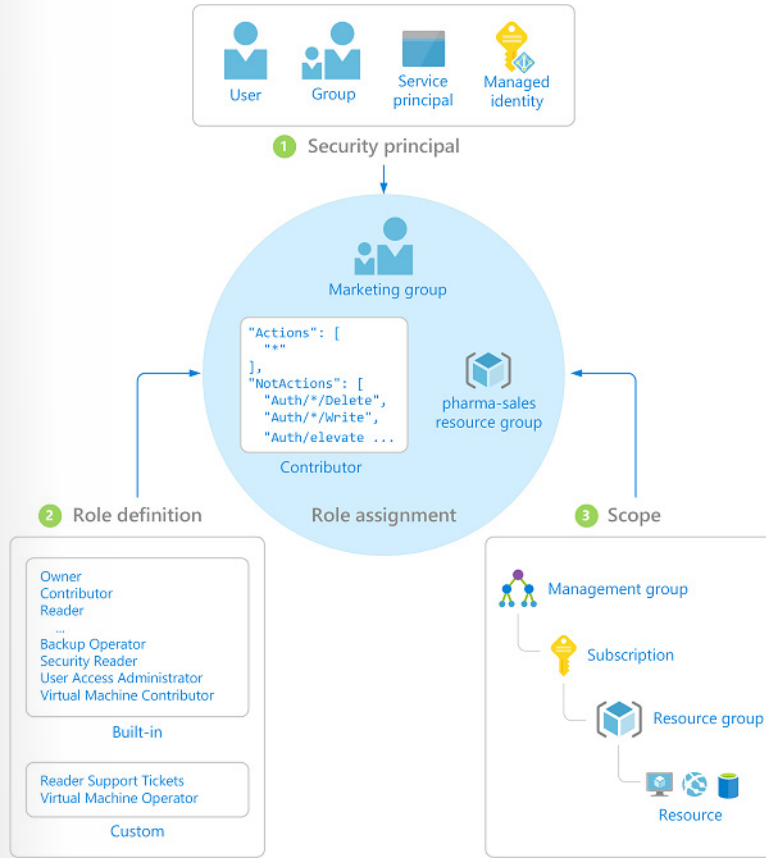 User
Group
Service
principal
Managed
identity
1 Security principal
Marketing group
"Actions": [
"*"
],
"NotActions": [
"Auth/*/Delete",
"Auth/*/Write",
"Auth/elevate ...
Contributor
pharma-sales
resource group
Role assignment
2 Role definition
Owner
Contributor
Reader
...
Backup Operator
Security Reader
User Access Administrator
Virtual Machine Contributor
Built-in
Reader Support Tickets
Virtual Machine Operator
Custom
3 Scope
Management group
Subscription
Resource group
Resource